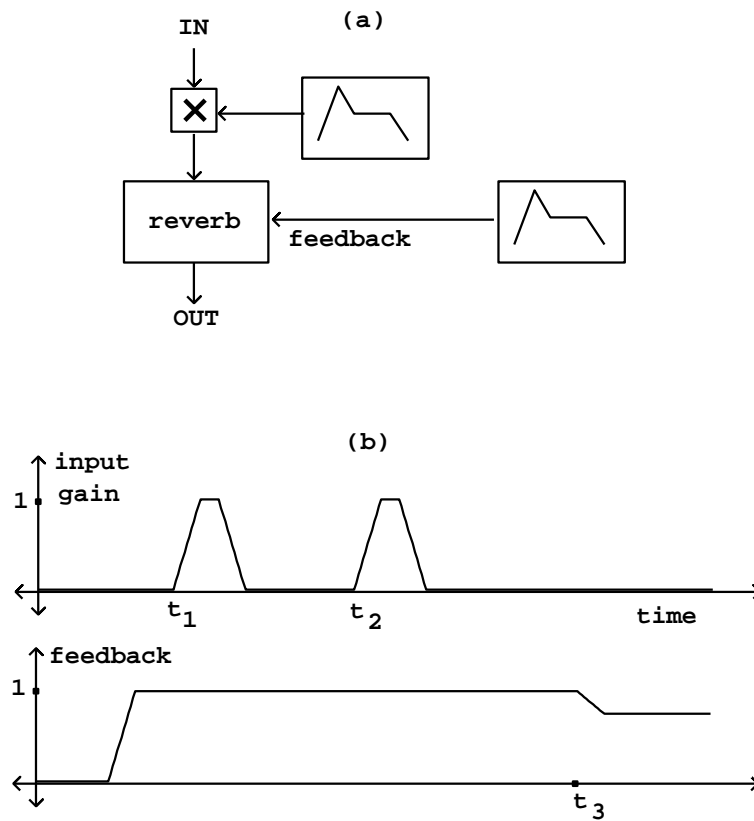 (a)
IN
×
reverb
feedback
OUT
(b)
input
gain
1
t1
t2
time
feedback
1
t3